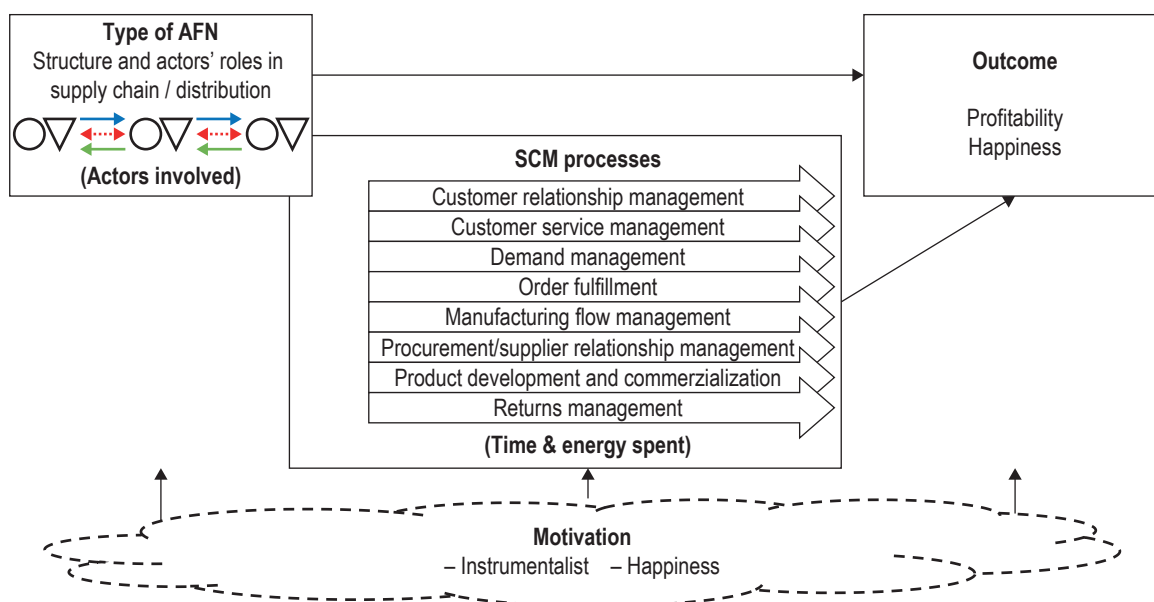 Type of AFN
Structure and actors’ roles in
supply chain / distribution
(Actors involved)
Outcome
Profitability
Happiness
SCM processes
Customer relationship management
Customer service management
Demand management
Order fulfillment
Manufacturing flow management
Procurement/supplier relationship management
Product development and commerzialization
Returns management
(Time & energy spent)
Motivation
– Instrumentalist – Happiness